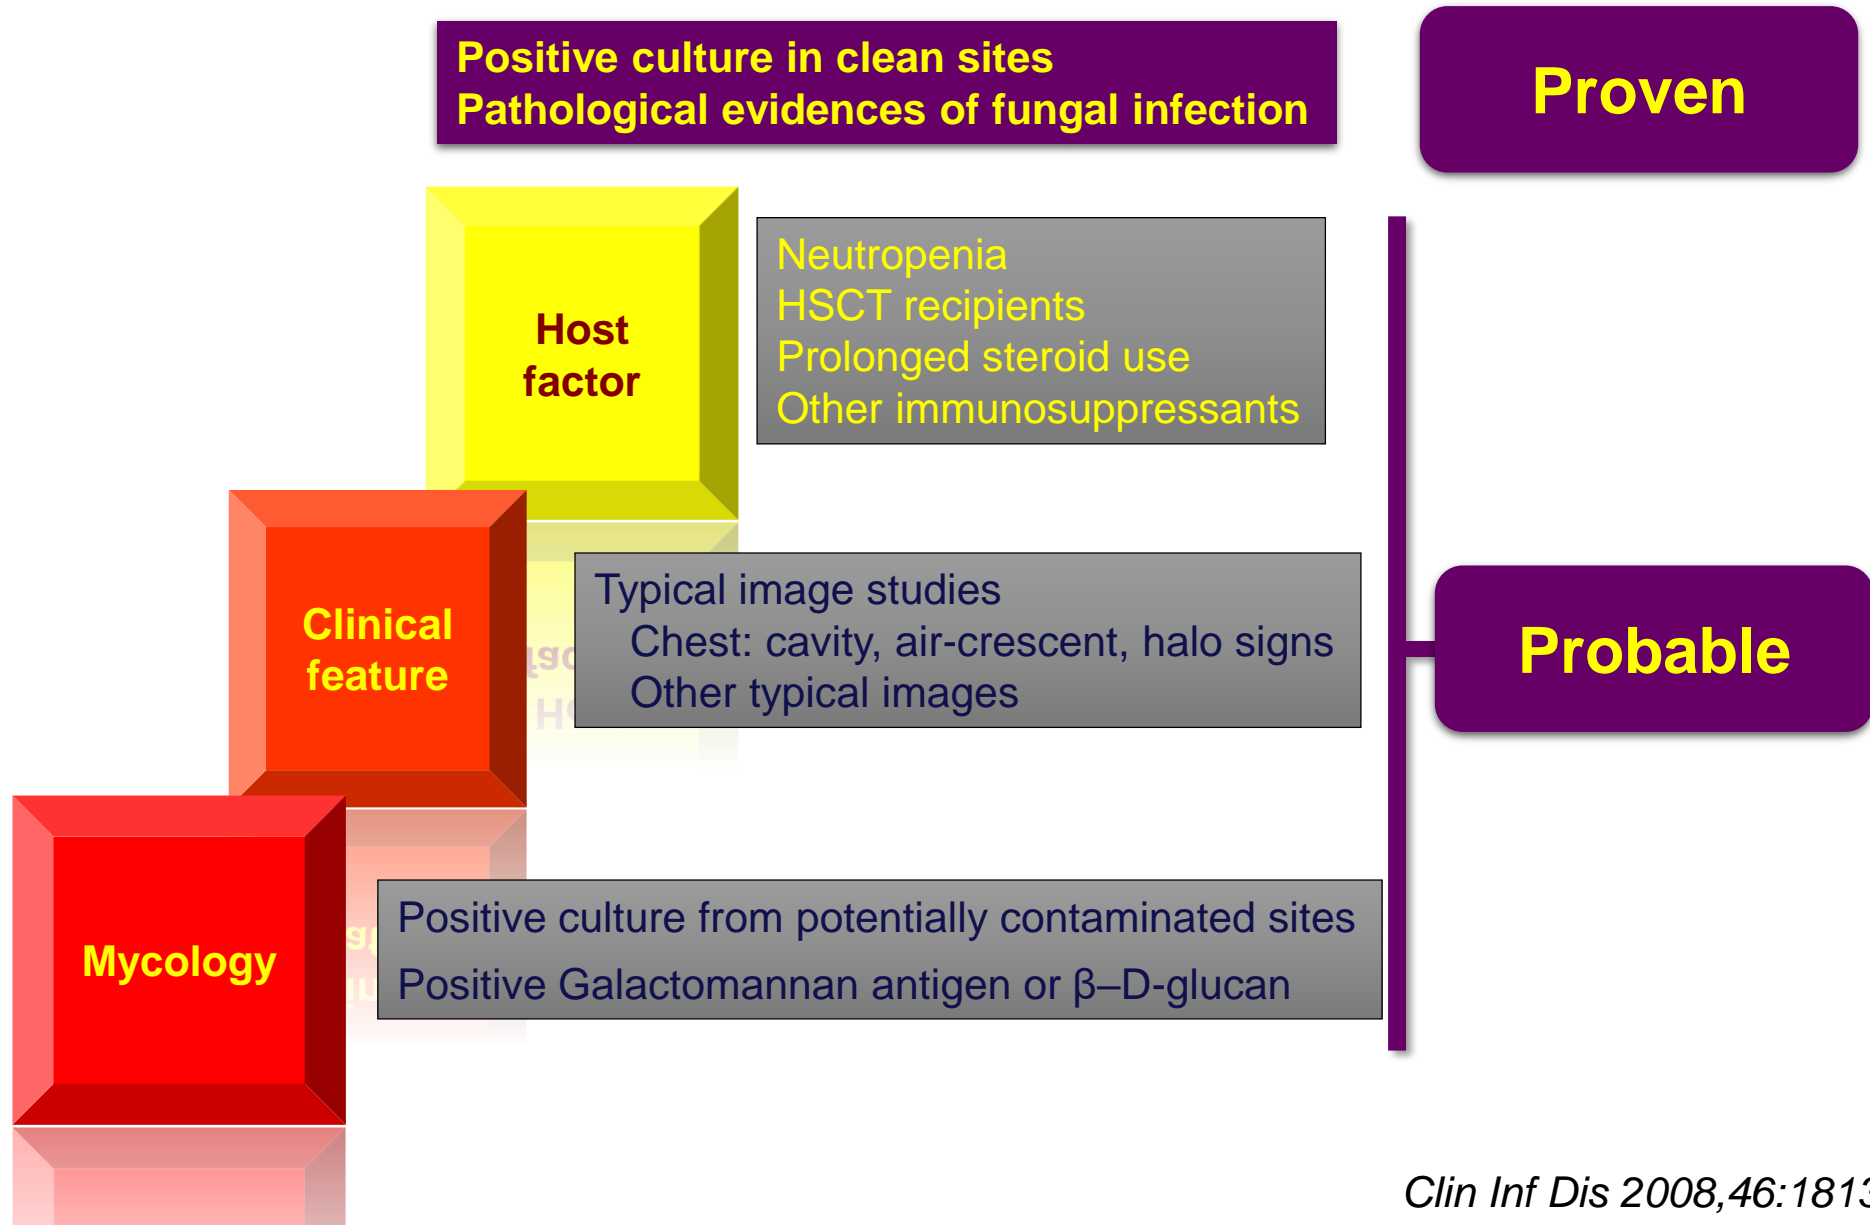 Positive culture in clean sites
Pathological evidences of fungal infection
Proven
Host
factor
Neutropenia
HSCT recipients
Prolonged steroid use
Other immunosuppressants
Clinical
feature
Typical image studies
Chest: cavity, air-crescent, halo signs
Other typical images
Probable
Mycology
Positive culture from potentially contaminated sites
Positive Galactomannan antigen or β–D-glucan
Clin Inf Dis 2008,46:1813